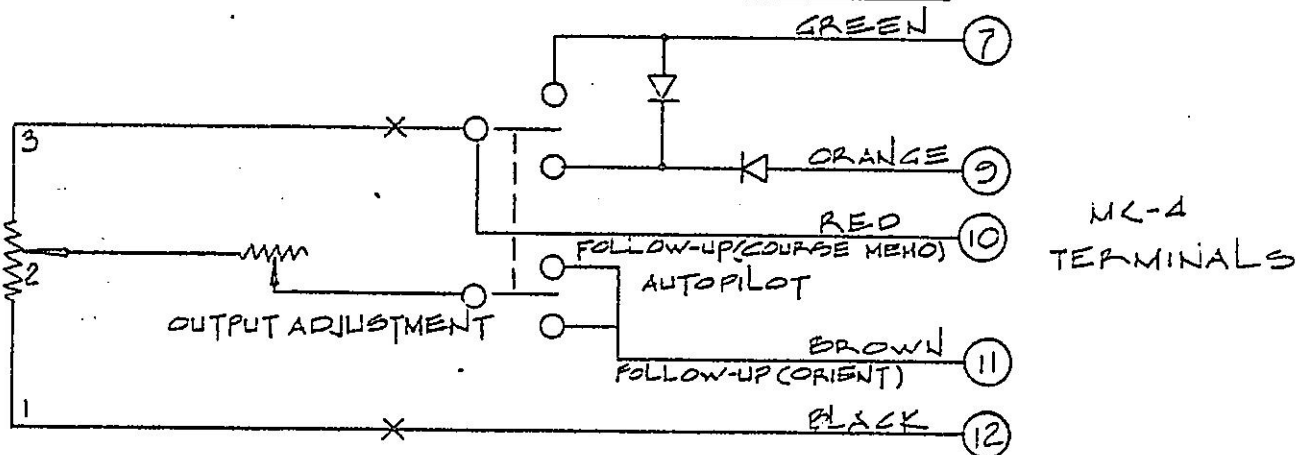 GREEN
7
3
ORANGE
9
RED
10
FOLLOW-UP (COURSE MEMO)
MK-4
TERMINALS
2
AUTOPILOT
OUTPUT ADJUSTMENT
BROWN
11
FOLLOW-UP (ORIENT)
1
BLACK
12